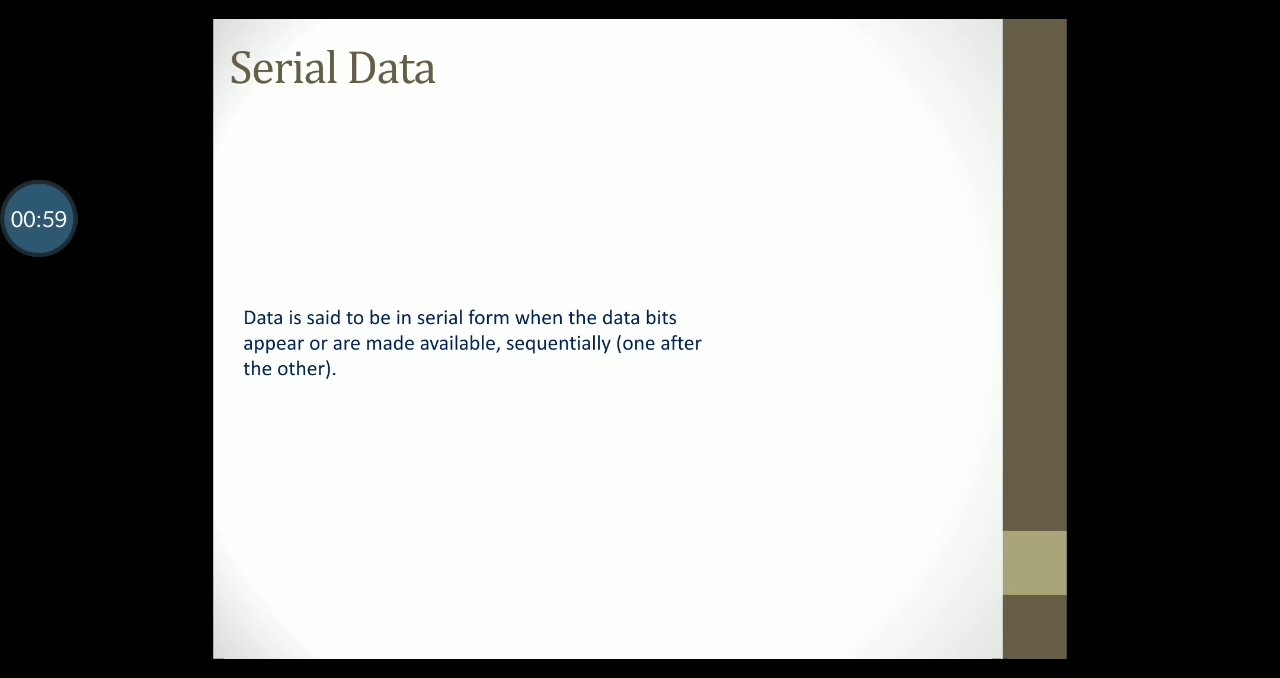 Serial Data
00:59
Data is said to be in serial form when the data bits
appear or are made available, sequentially (one after
the other).